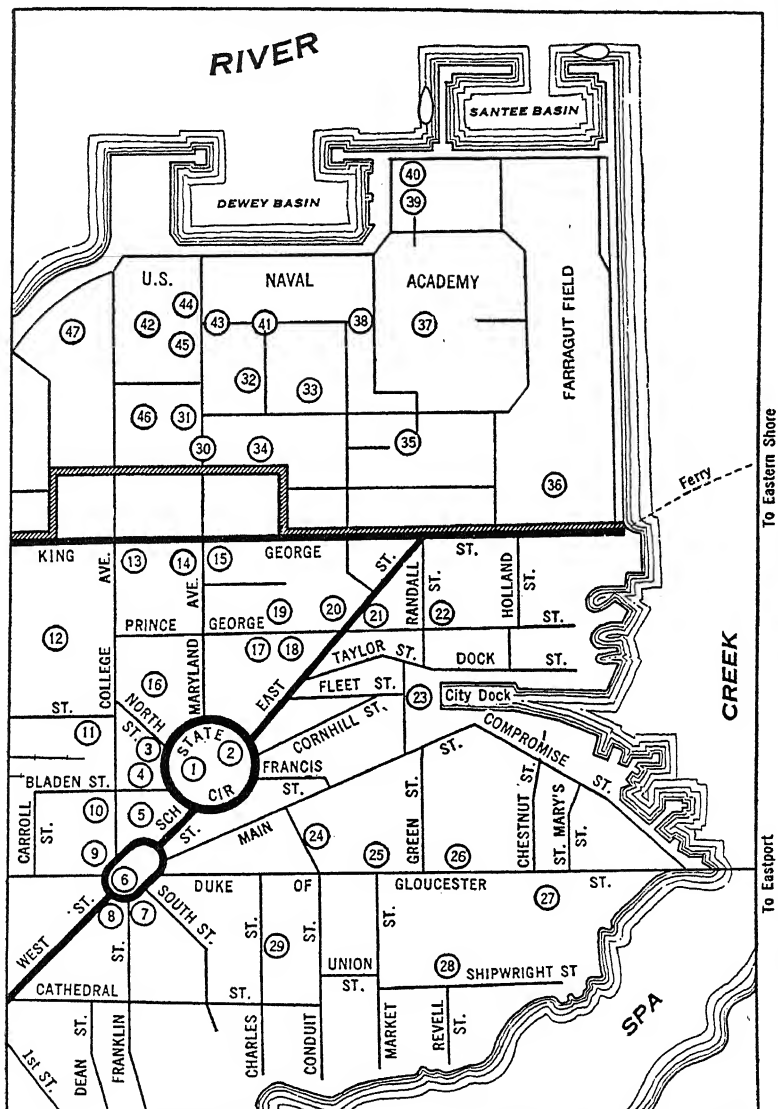 RIVER
SANTEE BASIN
DEWEY BASIN
40
39
U.S. NAVAL ACADEMY
FARRAGUT FIELD
44
47
42
43
41
38
37
45
32
33
46
31
30
34
35
36
Ferry
To Eastern Shore
KING GEORGE ST.
AVE.
13
14
15
AVE.
ST.
RANDALL ST.
HOLLAND ST.
12
19
20
21
22
PRINCE GEORGE ST.
COLLEGE
MARYLAND
17
18
EAST
TAYLOR ST.
DOCK ST.
16
FLEET ST.
23
City Dock
CREEK
ST.
NORTH ST.
11
3
STATE CIR
2
1
CORNHILL ST.
COMPROMISE ST.
4
BLADEN ST.
FRANCIS ST.
10
5
SCH ST.
MAIN ST.
CARROLL ST.
24
GREEN ST.
CHESTNUT ST.
ST. MARY'S ST.
9
25
26
To Eastport
6
DUKE OF GLOUCESTER ST.
27
8
7
SOUTH ST.
WEST ST.
ST.
ST.
ST.
ST.
29
28
UNION ST.
SHIPWRIGHT ST
CATHEDRAL ST.
SPA
1st ST.
DEAN ST.
FRANKLIN
CHARLES
CONDUIT
MARKET
REVELL ST.